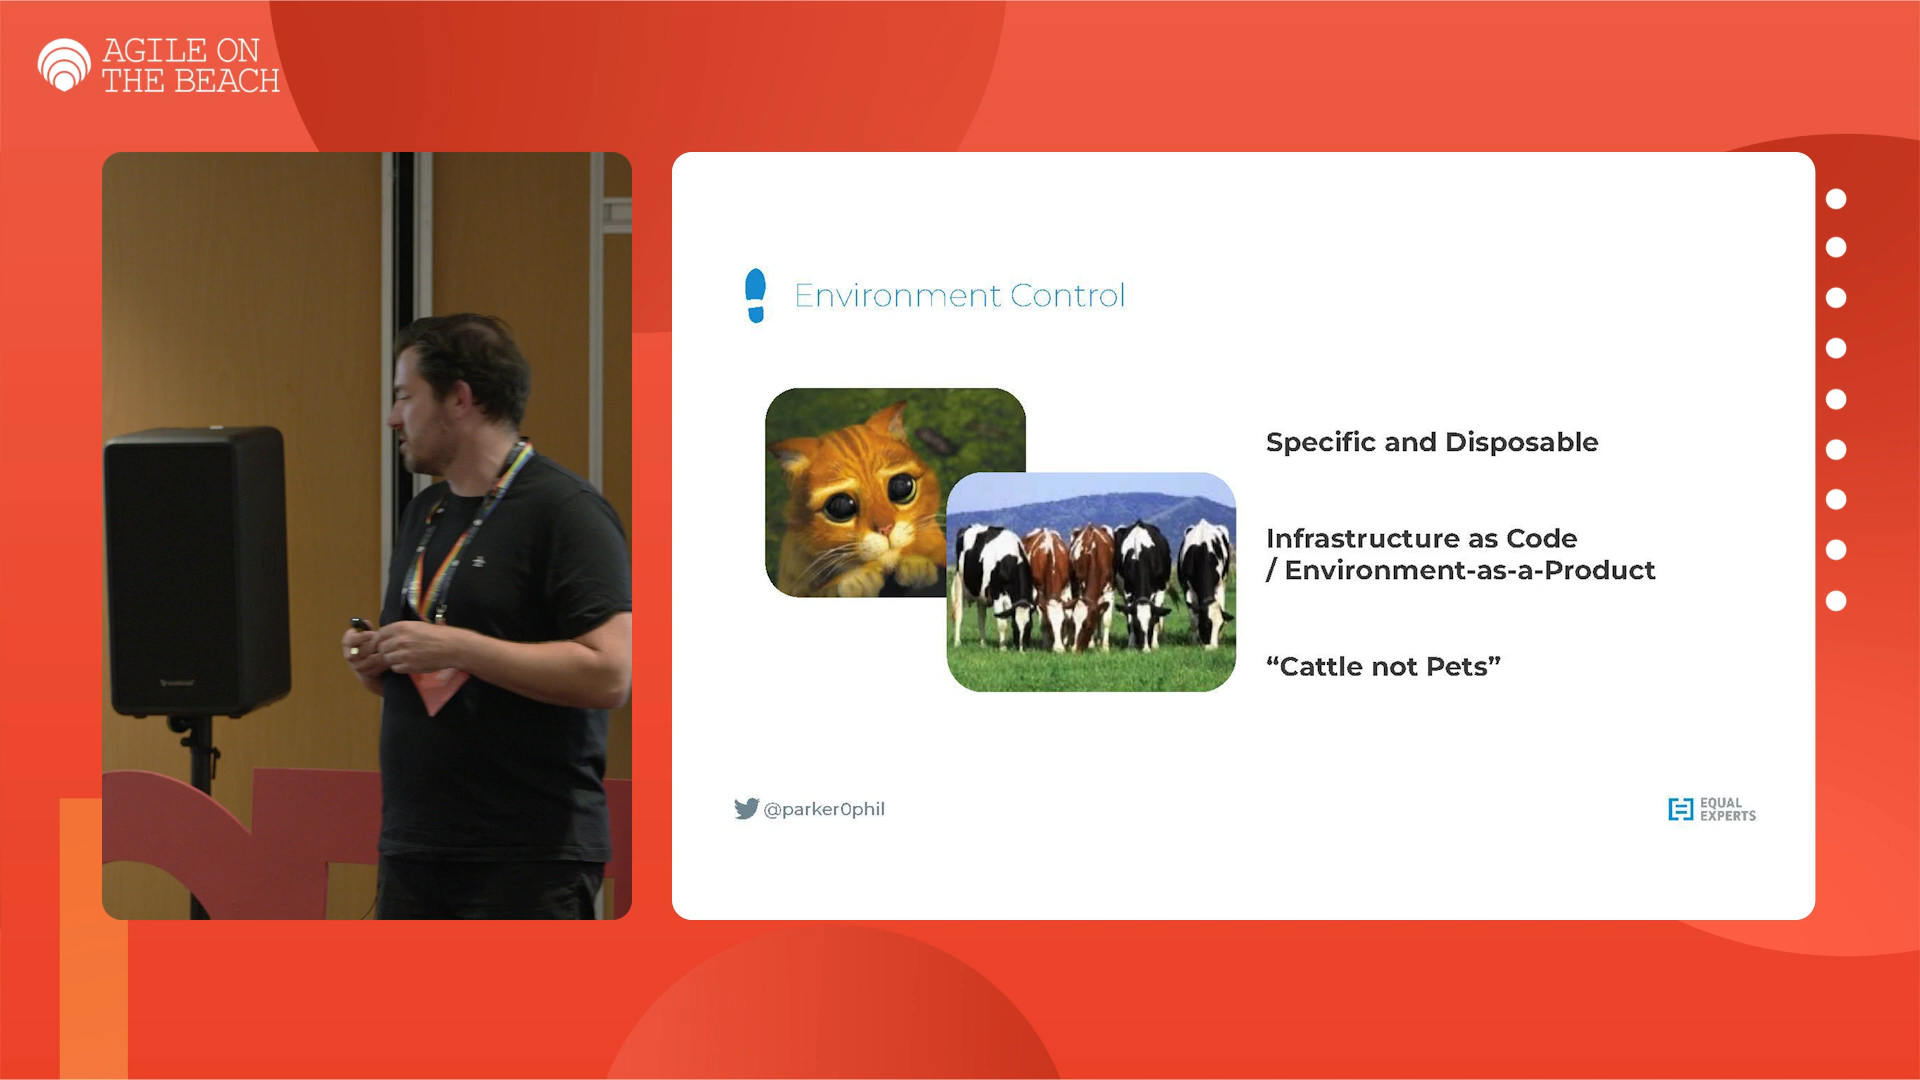 AGILE ON
THE BEACH
Environment Control
Specific and Disposable
Infrastructure as Code
/ Environment-as-a-Product
“Cattle not Pets”
@parker0phil
EQUAL
EXPERTS